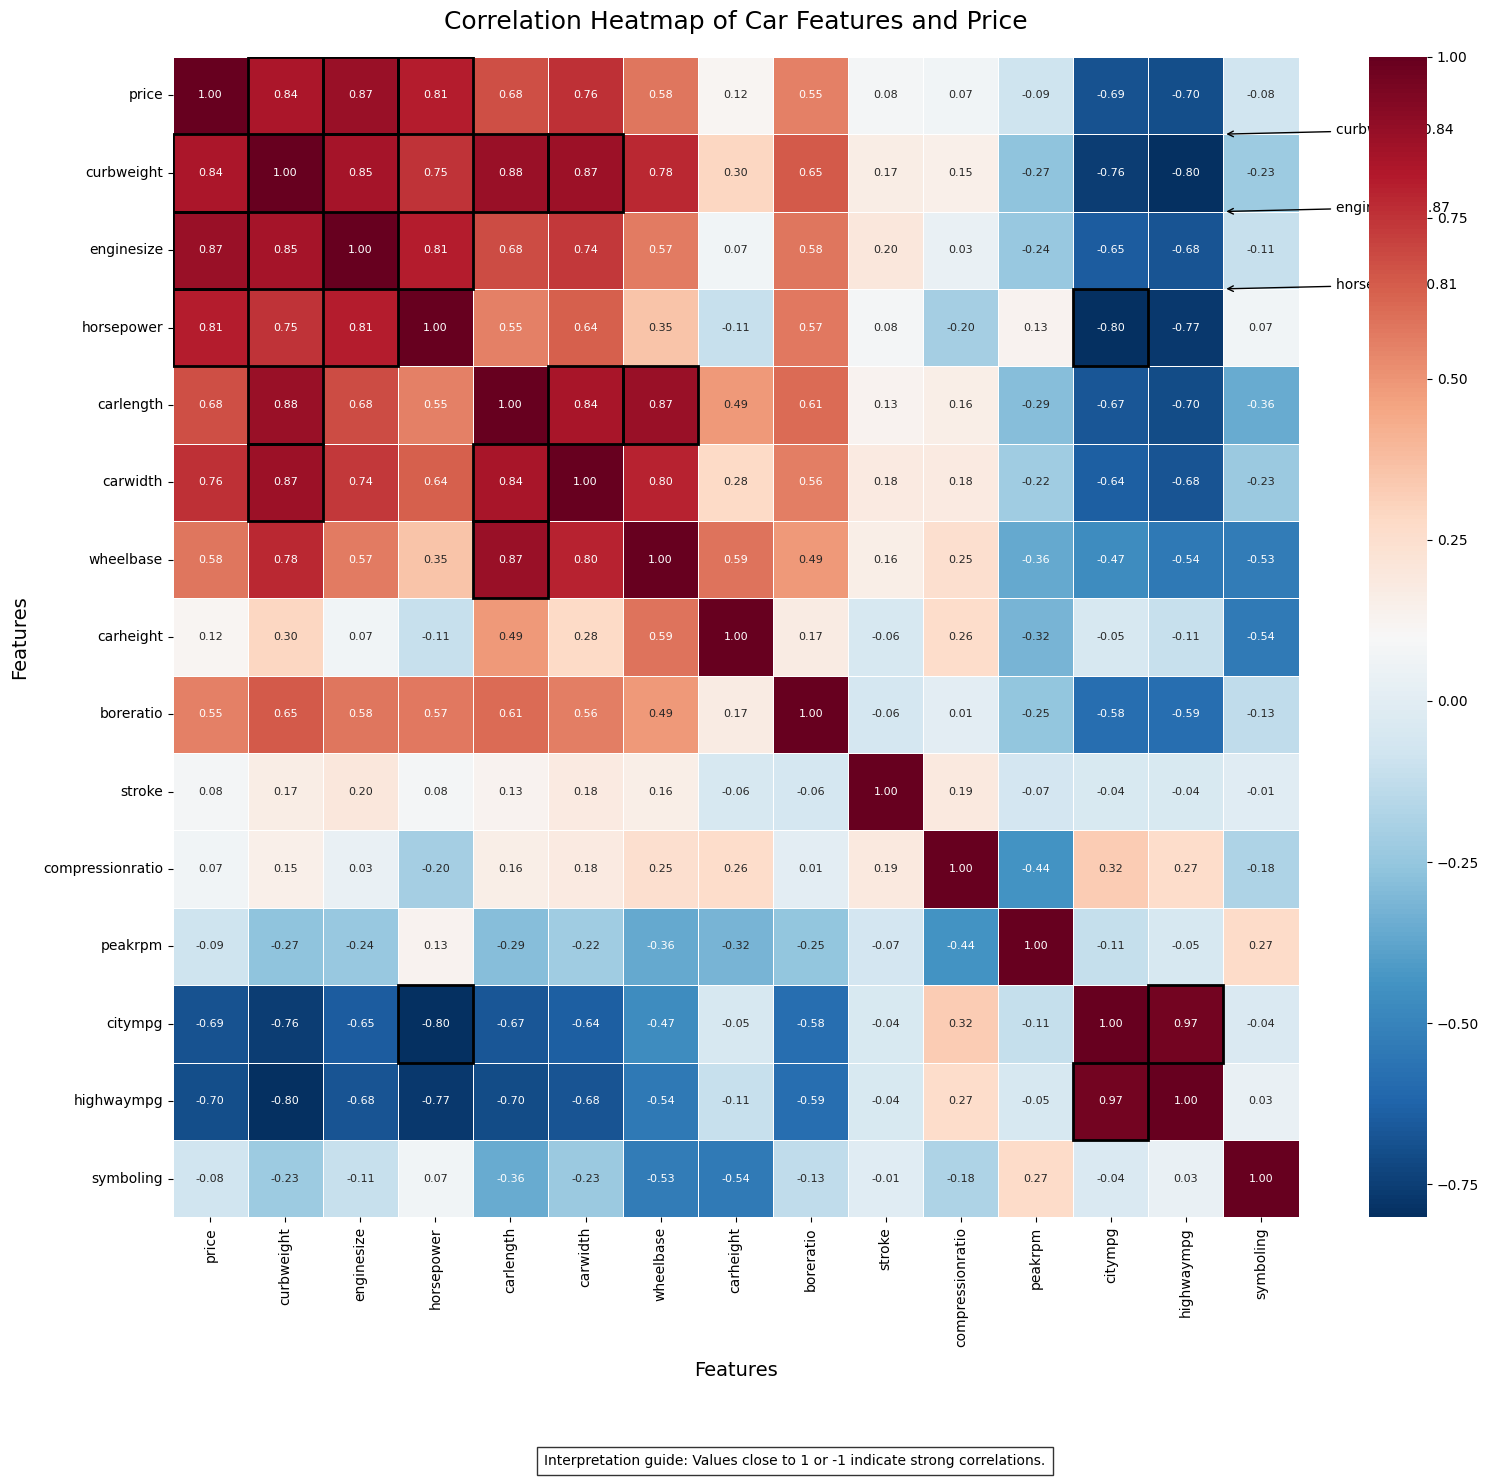 Correlation Heatmap of Car Features and Price
price 1.00 0.84 0.87 0.81 0.68 0.76 0.58 0.12 0.55 0.08 0.07 -0.09 -0.69 -0.70 -0.08
curbweight 0.84 1.00 0.85 0.75 0.88 0.87 0.78 0.30 0.65 0.17 0.15 -0.27 -0.76 -0.80 -0.23
enginesize 0.87 0.85 1.00 0.81 0.68 0.74 0.57 0.07 0.58 0.20 0.03 -0.24 -0.65 -0.68 -0.11
horsepower 0.81 0.75 0.81 1.00 0.55 0.64 0.35 -0.11 0.57 0.08 -0.20 0.13 -0.80 -0.77 0.07
carlength 0.68 0.88 0.68 0.55 1.00 0.84 0.87 0.49 0.61 0.13 0.16 -0.29 -0.67 -0.70 -0.36
carwidth 0.76 0.87 0.74 0.64 0.84 1.00 0.80 0.28 0.56 0.18 0.18 -0.22 -0.64 -0.68 -0.23
wheelbase 0.58 0.78 0.57 0.35 0.87 0.80 1.00 0.59 0.49 0.16 0.25 -0.36 -0.47 -0.54 -0.53
carheight 0.12 0.30 0.07 -0.11 0.49 0.28 0.59 1.00 0.17 -0.06 0.26 -0.32 -0.05 -0.11 -0.54
boreratio 0.55 0.65 0.58 0.57 0.61 0.56 0.49 0.17 1.00 -0.06 0.01 -0.25 -0.58 -0.59 -0.13
stroke 0.08 0.17 0.20 0.08 0.13 0.18 0.16 -0.06 -0.06 1.00 0.19 -0.07 -0.04 -0.04 -0.01
compressionratio 0.07 0.15 0.03 -0.20 0.16 0.18 0.25 0.26 0.01 0.19 1.00 -0.44 0.32 0.27 -0.18
peakrpm -0.09 -0.27 -0.24 0.13 -0.29 -0.22 -0.36 -0.32 -0.25 -0.07 -0.44 1.00 -0.11 -0.05 0.27
citympg -0.69 -0.76 -0.65 -0.80 -0.67 -0.64 -0.47 -0.05 -0.58 -0.04 0.32 -0.11 1.00 0.97 -0.04
highwaympg -0.70 -0.80 -0.68 -0.77 -0.70 -0.68 -0.54 -0.11 -0.59 -0.04 0.27 -0.05 0.97 1.00 0.03
symboling -0.08 -0.23 -0.11 0.07 -0.36 -0.23 -0.53 -0.54 -0.13 -0.01 -0.18 0.27 -0.04 0.03 1.00
price curbweight enginesize horsepower carlength carwidth wheelbase carheight boreratio stroke compressionratio peakrpm citympg highwaympg symboling
Features
Features
1.00
0.84
.87
0.81
0.75
0.50
0.25
0.00
−0.25
−0.50
−0.75
Interpretation guide: Values close to 1 or -1 indicate strong correlations.